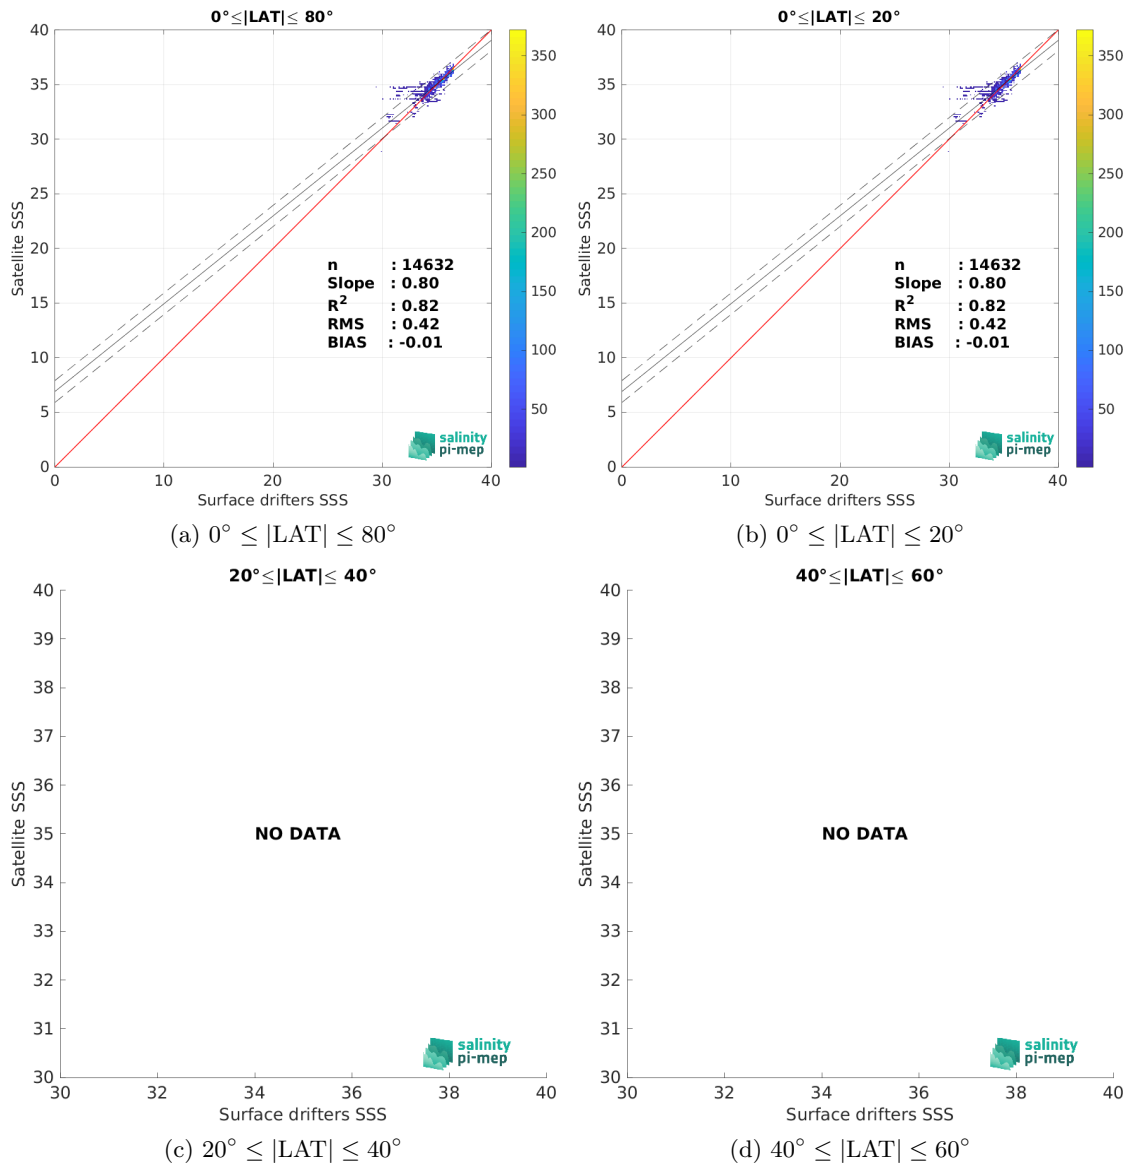 0°≤|LAT|≤ 80°
40
35
30
25
20
15
10
5
0
0
10
20
30
40
Satellite SSS
Surface drifters SSS
n : 14632
Slope : 0.80
R² : 0.82
RMS : 0.42
BIAS : -0.01
salinity
pi-mep
350
300
250
200
150
100
50
(a) 0° ≤ |LAT| ≤ 80°
0°≤|LAT|≤ 20°
40
35
30
25
20
15
10
5
0
0
10
20
30
40
Satellite SSS
Surface drifters SSS
n : 14632
Slope : 0.80
R² : 0.82
RMS : 0.42
BIAS : -0.01
salinity
pi-mep
350
300
250
200
150
100
50
(b) 0° ≤ |LAT| ≤ 20°
20°≤|LAT|≤ 40°
40
39
38
37
36
35
34
33
32
31
30
30
32
34
36
38
40
Satellite SSS
Surface drifters SSS
NO DATA
salinity
pi-mep
(c) 20° ≤ |LAT| ≤ 40°
40°≤|LAT|≤ 60°
40
39
38
37
36
35
34
33
32
31
30
30
32
34
36
38
40
Satellite SSS
Surface drifters SSS
NO DATA
salinity
pi-mep
(d) 40° ≤ |LAT| ≤ 60°